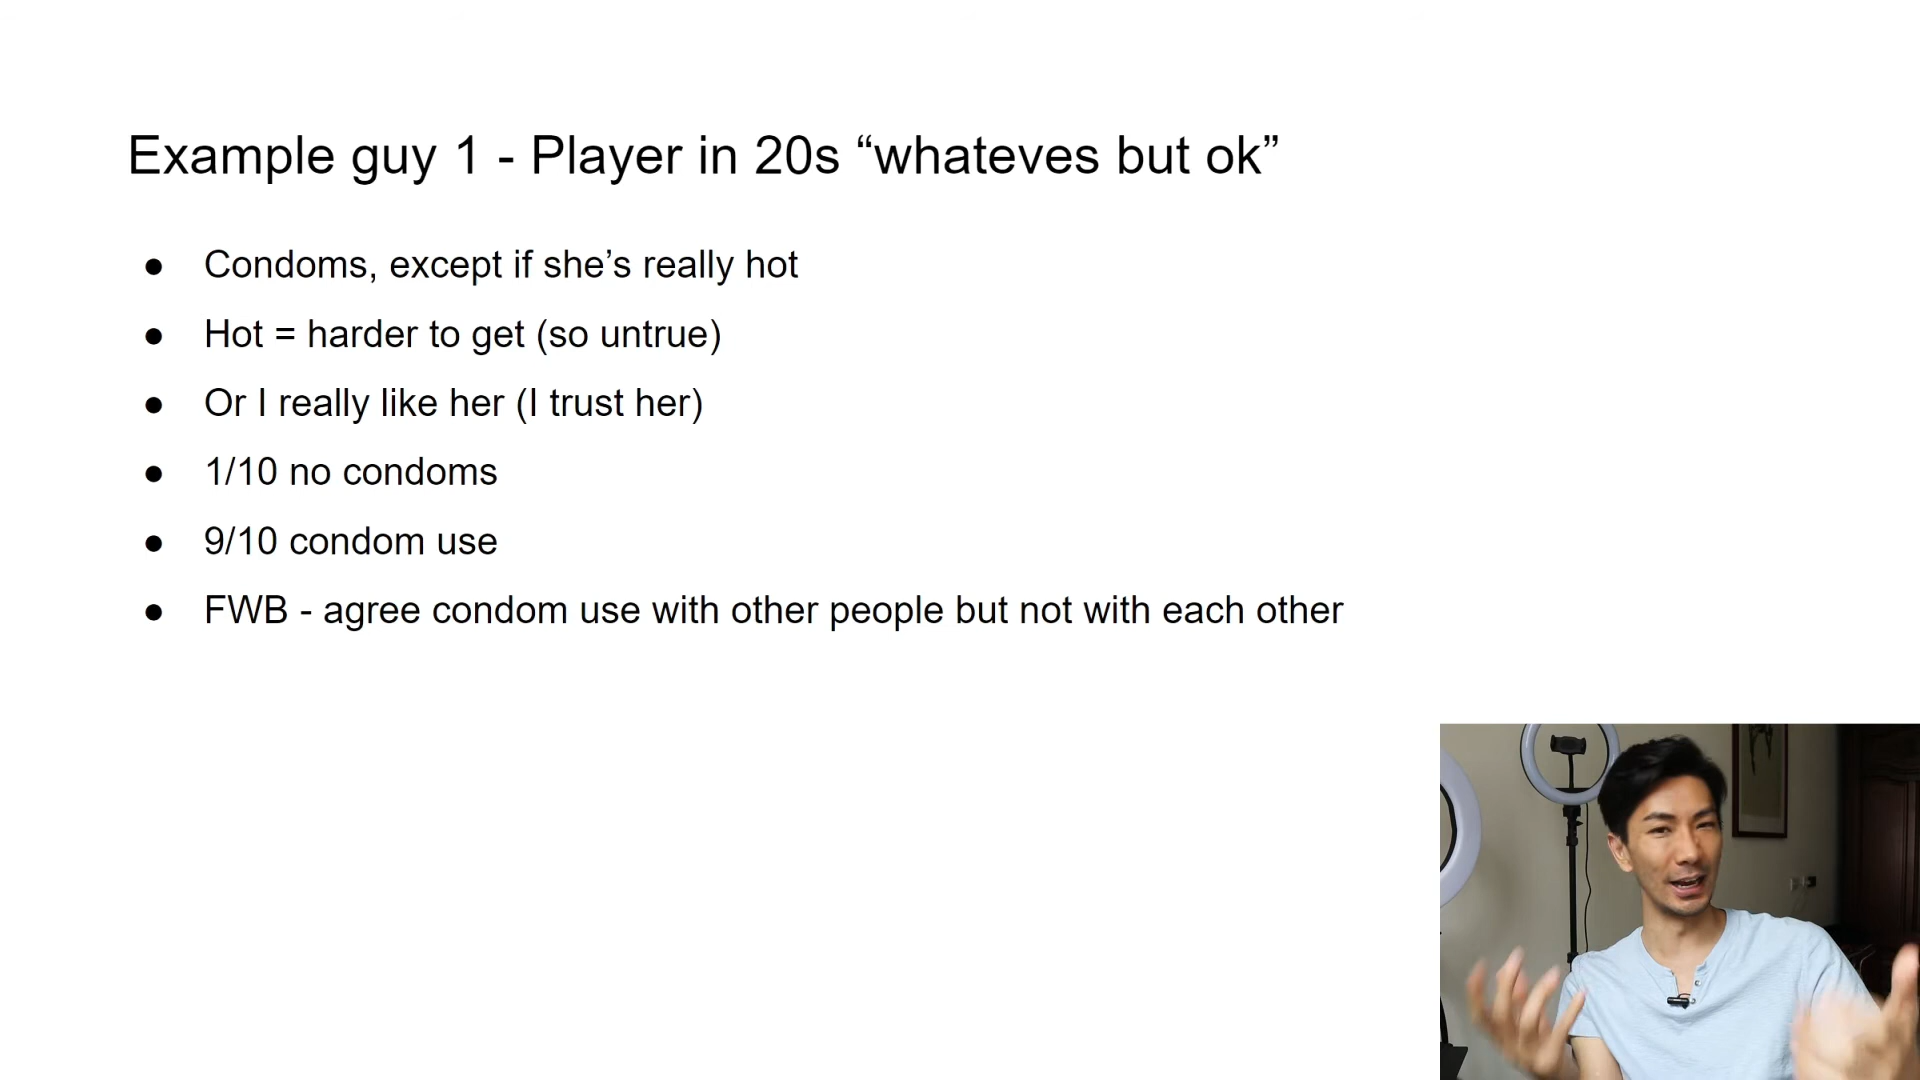 Example guy 1 - Player in 20s “whateves but ok”
● Condoms, except if she’s really hot
● Hot = harder to get (so untrue)
● Or I really like her (I trust her)
● 1/10 no condoms
● 9/10 condom use
● FWB - agree condom use with other people but not with each other